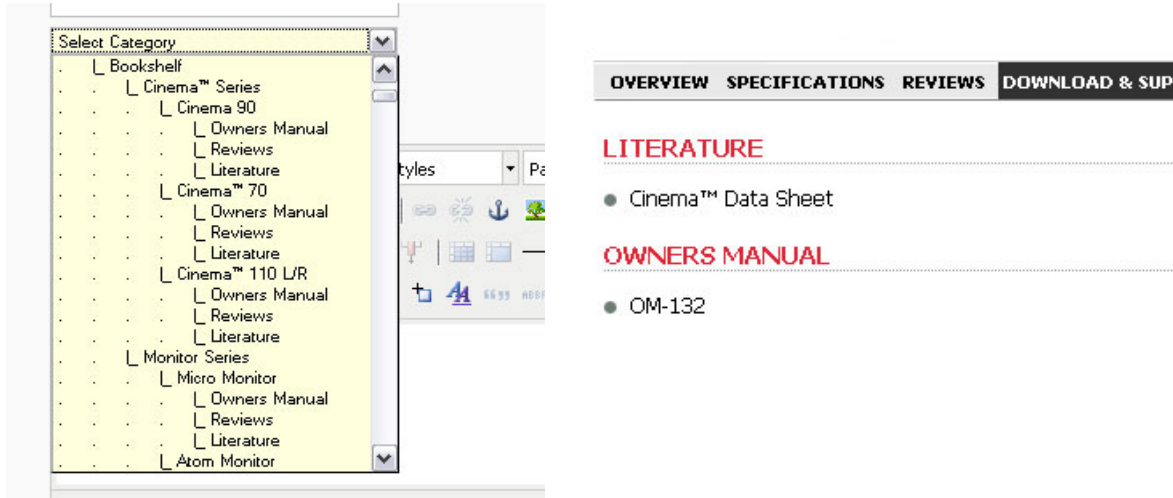 Select Category
. |_ Bookshelf
. . |_ Cinema™ Series
. . . |_ Cinema 90
. . . . |_ Owners Manual
. . . . |_ Reviews
. . . . |_ Literature
. . . |_ Cinema™ 70
. . . . |_ Owners Manual
. . . . |_ Reviews
. . . . |_ Literature
. . . |_ Cinema™ 110 L/R
. . . . |_ Owners Manual
. . . . |_ Reviews
. . . . |_ Literature
. . |_ Monitor Series
. . . |_ Micro Monitor
. . . . |_ Owners Manual
. . . . |_ Reviews
. . . . |_ Literature
. . . |_ Atom Monitor
tyles Pa
OVERVIEW SPECIFICATIONS REVIEWS DOWNLOAD & SUP
LITERATURE
Cinema™ Data Sheet
OWNERS MANUAL
OM-132